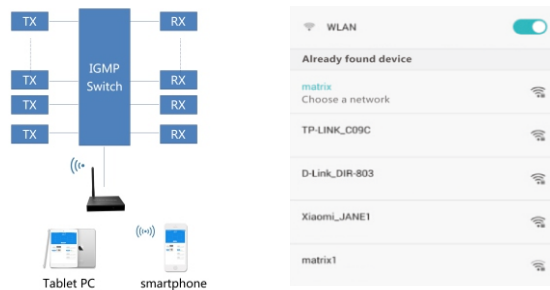 TX
RX
TX
RX
IGMP
Switch
TX
RX
TX
RX
Tablet PC
smartphone
WLAN
Already found device
matrix
Choose a network
TP-LINK_C09C
D-Link_DIR-803
Xiaomi_JANE1
matrix1